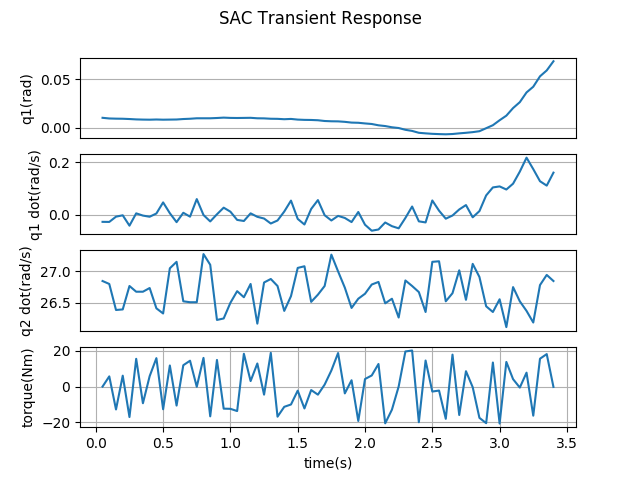 SAC Transient Response
q1(rad)
0.05
0.00
q1 dot(rad/s)
0.2
0.0
q2 dot(rad/s)
27.0
26.5
torque(Nm)
20
0
−20
0.0 0.5 1.0 1.5 2.0 2.5 3.0 3.5
time(s)